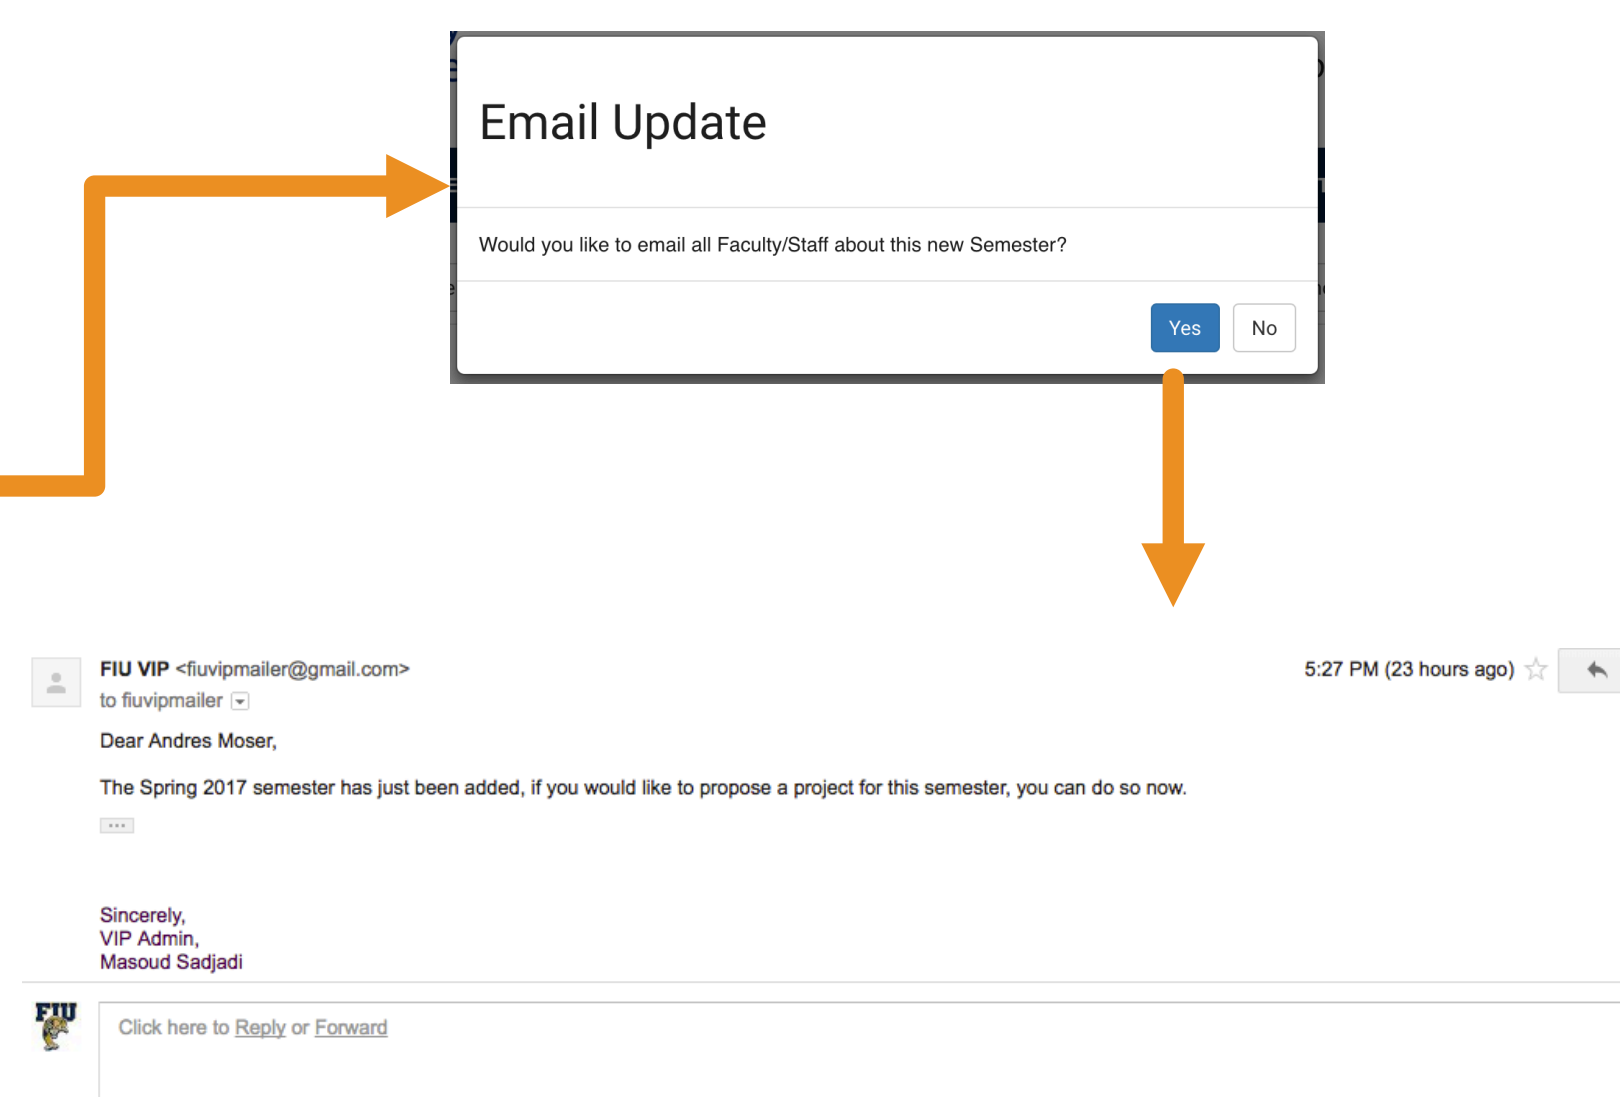 Email Update
Would you like to email all Faculty/Staff about this new Semester?
Yes No
FIU VIP <fiuvipmailer@gmail.com> 5:27 PM (23 hours ago)
to fiuvipmailer
Dear Andres Moser,
The Spring 2017 semester has just been added, if you would like to propose a project for this semester, you can do so now.
Sincerely,
VIP Admin,
Masoud Sadjadi
FIU
Click here to Reply or Forward